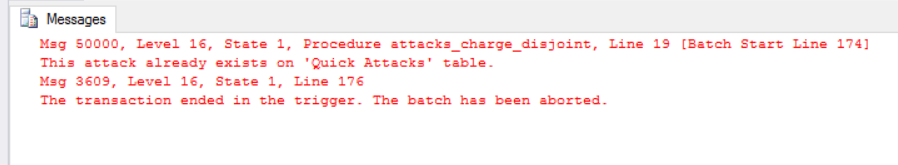 Messages
Msg 50000, Level 16, State 1, Procedure attacks_charge_disjoint, Line 19 [Batch Start Line 174]
This attack already exists on 'Quick Attacks' table.
Msg 3609, Level 16, State 1, Line 176
The transaction ended in the trigger. The batch has been aborted.